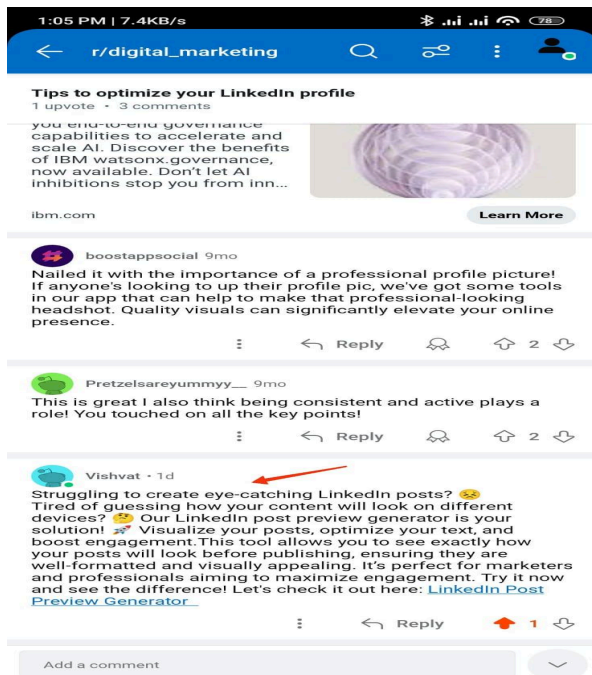 1:05 PM | 7.4KB/s
78
r/digital_marketing
Tips to optimize your LinkedIn profile
1 upvote • 3 comments
you end-to-end governance
capabilities to accelerate and
scale AI. Discover the benefits
of IBM watsonx.governance,
now available. Don't let AI
inhibitions stop you from inn...
ibm.com
Learn More
boostappsocial 9mo
Nailed it with the importance of a professional profile picture!
If anyone's looking to up their profile pic, we've got some tools
in our app that can help to make that professional-looking
headshot. Quality visuals can significantly elevate your online
presence.
Reply 2
Pretzelsareyummyy__ 9mo
This is great I also think being consistent and active plays a
role! You touched on all the key points!
Reply 2
Vishvat • 1d
Struggling to create eye-catching LinkedIn posts? 😣
Tired of guessing how your content will look on different
devices? 🤔 Our LinkedIn post preview generator is your
solution! 🚀 Visualize your posts, optimize your text, and
boost engagement.This tool allows you to see exactly how
your posts will look before publishing, ensuring they are
well-formatted and visually appealing. It's perfect for marketers
and professionals aiming to maximize engagement. Try it now
and see the difference! Let's check it out here: LinkedIn Post
Preview Generator
Reply 1
Add a comment